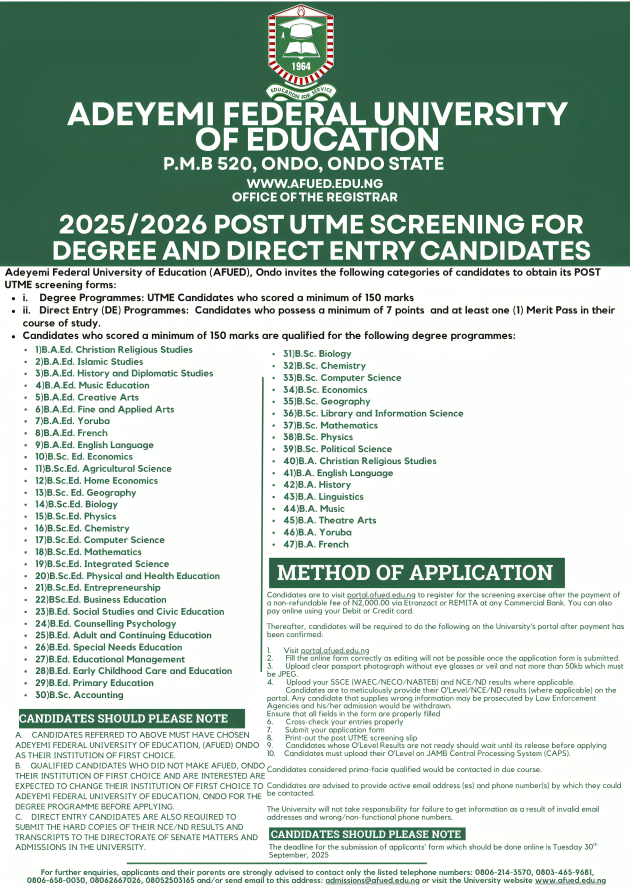 1964
EDUCATION FOR SERVICE
ADEYEMI FEDERAL UNIVERSITY
OF EDUCATION
P.M.B 520, ONDO, ONDO STATE
WWW.AFUED.EDU.NG
OFFICE OF THE REGISTRAR
2025/2026 POST UTME SCREENING FOR
DEGREE AND DIRECT ENTRY CANDIDATES
Adeyemi Federal University of Education (AFUED), Ondo invites the following categories of candidates to obtain its POST
UTME screening forms:
• i. Degree Programmes: UTME Candidates who scored a minimum of 150 marks
• ii. Direct Entry (DE) Programmes: Candidates who possess a minimum of 7 points and at least one (1) Merit Pass in their
course of study.
• Candidates who scored a minimum of 150 marks are qualified for the following degree programmes:
• 1)B.A.Ed. Christian Religious Studies
• 2)B.A.Ed. Islamic Studies
• 3)B.A.Ed. History and Diplomatic Studies
• 4)B.A.Ed. Music Education
• 5)B.A.Ed. Creative Arts
• 6)B.A.Ed. Fine and Applied Arts
• 7)B.A.Ed. Yoruba
• 8)B.A.Ed. French
• 9)B.A.Ed. English Language
• 10)B.Sc. Ed. Economics
• 11)B.Sc.Ed. Agricultural Science
• 12)B.Sc.Ed. Home Economics
• 13)B.Sc. Ed. Geography
• 14)B.Sc.Ed. Biology
• 15)B.Sc.Ed. Physics
• 16)B.Sc.Ed. Chemistry
• 17)B.Sc.Ed. Computer Science
• 18)B.Sc.Ed. Mathematics
• 19)B.Sc.Ed. Integrated Science
• 20)B.Sc.Ed. Physical and Health Education
• 21)B.Sc.Ed. Entrepreneurship
• 22)BSc.Ed. Business Education
• 23)B.Ed. Social Studies and Civic Education
• 24)B.Ed. Counselling Psychology
• 25)B.Ed. Adult and Continuing Education
• 26)B.Ed. Special Needs Education
• 27)B.Ed. Educational Management
• 28)B.Ed. Early Childhood Care and Education
• 29)B.Ed. Primary Education
• 30)B.Sc. Accounting
CANDIDATES SHOULD PLEASE NOTE
A. CANDIDATES REFERRED TO ABOVE MUST HAVE CHOSEN
ADEYEMI FEDERAL UNIVERSITY OF EDUCATION, (AFUED) ONDO
AS THEIR INSTITUTION OF FIRST CHOICE.
B. QUALIFIED CANDIDATES WHO DID NOT MAKE AFUED, ONDO
THEIR INSTITUTION OF FIRST CHOICE AND ARE INTERESTED ARE
EXPECTED TO CHANGE THEIR INSTITUTION OF FIRST CHOICE TO
ADEYEMI FEDERAL UNIVERSITY OF EDUCATION, ONDO FOR THE
DEGREE PROGRAMME BEFORE APPLYING.
C. DIRECT ENTRY CANDIDATES ARE ALSO REQUIRED TO
SUBMIT THE HARD COPIES OF THEIR NCE/ND RESULTS AND
TRANSCRIPTS TO THE DIRECTORATE OF SENATE MATTERS AND
ADMISSIONS IN THE UNIVERSITY.
• 31)B.Sc. Biology
• 32)B.Sc. Chemistry
• 33)B.Sc. Computer Science
• 34)B.Sc. Economics
• 35)B.Sc. Geography
• 36)B.Sc. Library and Information Science
• 37)B.Sc. Mathematics
• 38)B.Sc. Physics
• 39)B.Sc. Political Science
• 40)B.A. Christian Religious Studies
• 41)B.A. English Language
• 42)B.A. History
• 43)B.A. Linguistics
• 44)B.A. Music
• 45)B.A. Theatre Arts
• 46)B.A. Yoruba
• 47)B.A. French
METHOD OF APPLICATION
Candidates are to visit portal.afued.edu.ng to register for the screening exercise after the payment of
a non-refundable fee of N2,000.00 via Etranzact or REMITA at any Commercial Bank. You can also
pay online using ypur Debit or Credit card.
Thereafter, candidates will be required to do the following on the University's portal after payment has
been confirmed:
1. Visit portal.afued.edu.ng
2. Fill the online form correctly as editing will not be possible once the application form is submitted.
3. Upload clear passport photograph without eye glasses or veil and not more than 50kb which must
be JPEG.
4. Upload your SSCE (WAEC/NECO/NABTEB) and NCE/ND results where applicable.
Candidates are to meticulously provide their O'Level/NCE/ND results (where applicable) on the
portal. Any candidate that supplies wrong information may be prosecuted by Law Enforcement
Agencies and his/her admission would be withdrawn.
Ensure that all fields in the form are properly filled
6. Cross-check your entries properly
7. Submit your application form
8. Print-out the post UTME screening slip
9. Candidates whose O'Level Results are not ready should wait until its release before applying
10. Candidates must upload their O'Level on JAMB Central Processing System (CAPS).
Candidates considered prima-facie qualified would be contacted in due course.
Candidates are advised to provide active email address (es) and phone number(s) by which they could
be contacted.
The University will not take responsibility for failure to get information as a result of invalid email
addresses and wrong/non-functional phone numbers.
CANDIDATES SHOULD PLEASE NOTE
The deadline for the submission of applicants' form which should be done online is Tuesday 30th
September, 2025
For further enquiries, applicants and their parents are strongly advised to contact only the listed telephone numbers: 0806-214-3570, 0803-465-9681,
0806-658-0030, 08062667026, 08052503165 and/or send email to this address: admissions@afued.edu.ng or visit the University website www.afued.edu.ng